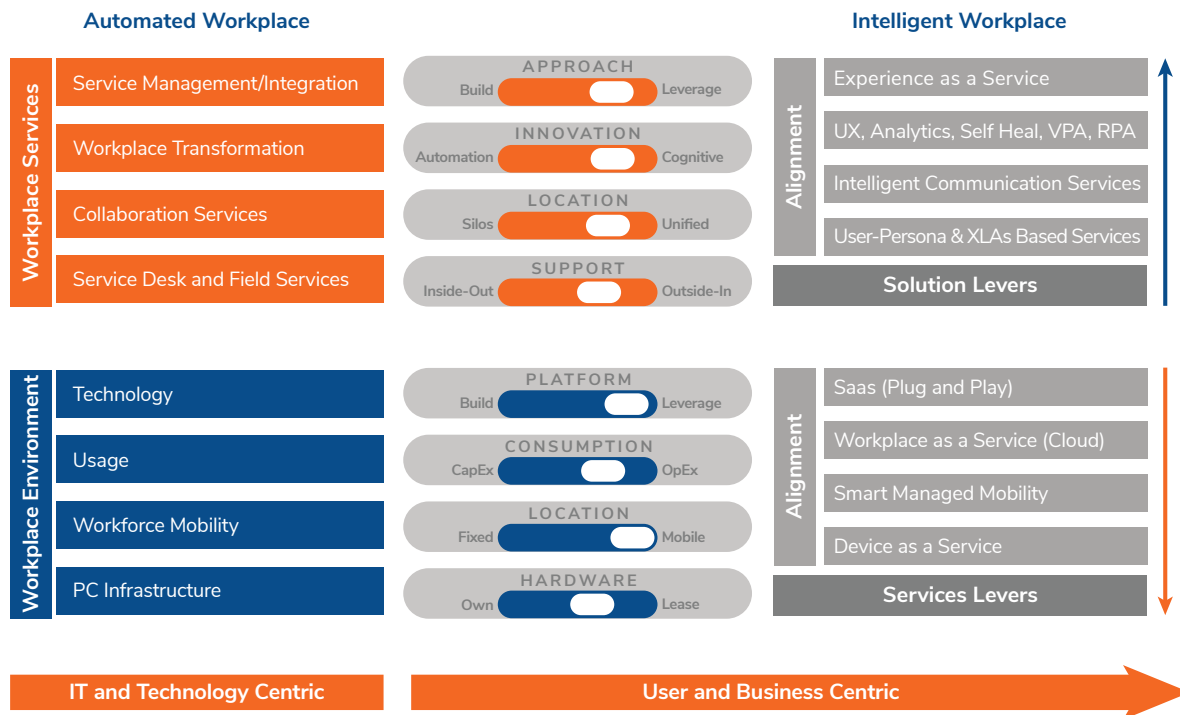 Automated Workplace
Intelligent Workplace
Workplace Services
Service Management/Integration
Workplace Transformation
Collaboration Services
Service Desk and Field Services
APPROACH
Build
Leverage
INNOVATION
Automation
Cognitive
LOCATION
Silos
Unified
SUPPORT
Inside-Out
Outside-In
Alignment
Experience as a Service
UX, Analytics, Self Heal, VPA, RPA
Intelligent Communication Services
User-Persona & XLAs Based Services
Solution Levers
Workplace Environment
Technology
Usage
Workforce Mobility
PC Infrastructure
PLATFORM
Build
Leverage
CONSUMPTION
CapEx
OpEx
LOCATION
Fixed
Mobile
HARDWARE
Own
Lease
Alignment
Saas (Plug and Play)
Workplace as a Service (Cloud)
Smart Managed Mobility
Device as a Service
Services Levers
IT and Technology Centric
User and Business Centric